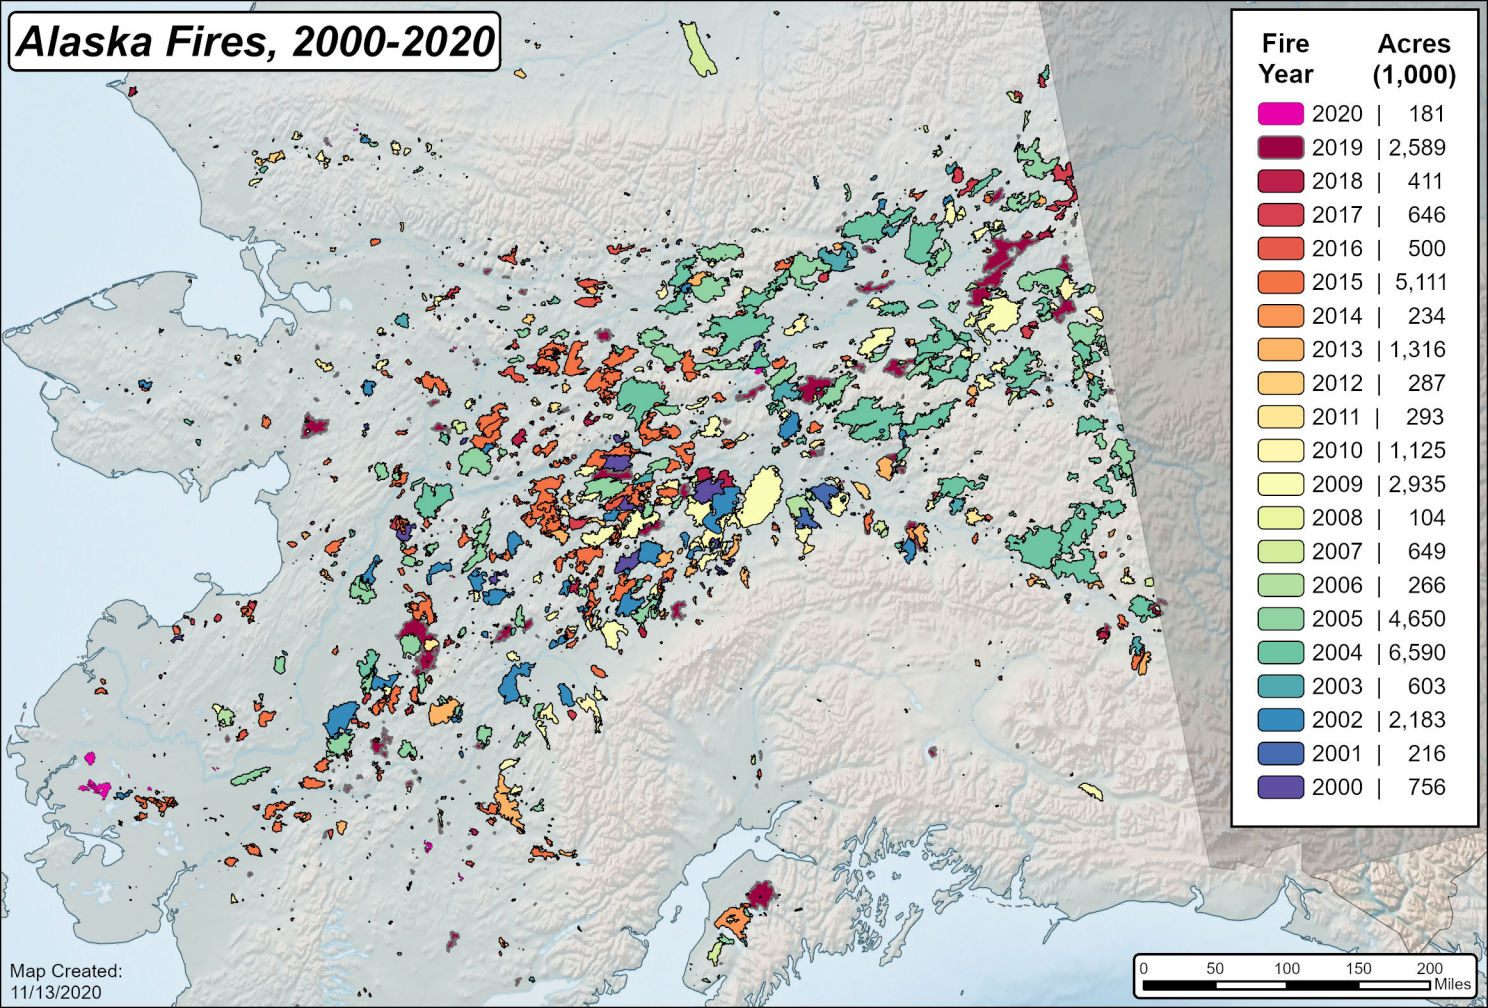 Alaska Fires, 2000-2020
Fire Acres
Year (1,000)
2020 | 181
2019 | 2,589
2018 | 411
2017 | 646
2016 | 500
2015 | 5,111
2014 | 234
2013 | 1,316
2012 | 287
2011 | 293
2010 | 1,125
2009 | 2,935
2008 | 104
2007 | 649
2006 | 266
2005 | 4,650
2004 | 6,590
2003 | 603
2002 | 2,183
2001 | 216
2000 | 756
Map Created:
11/13/2020
0 50 100 150 200
Miles